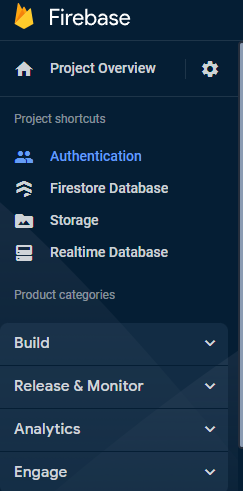 Firebase
Project Overview
Project shortcuts
Authentication
Firestore Database
Storage
Realtime Database
Product categories
Build
Release & Monitor
Analytics
Engage